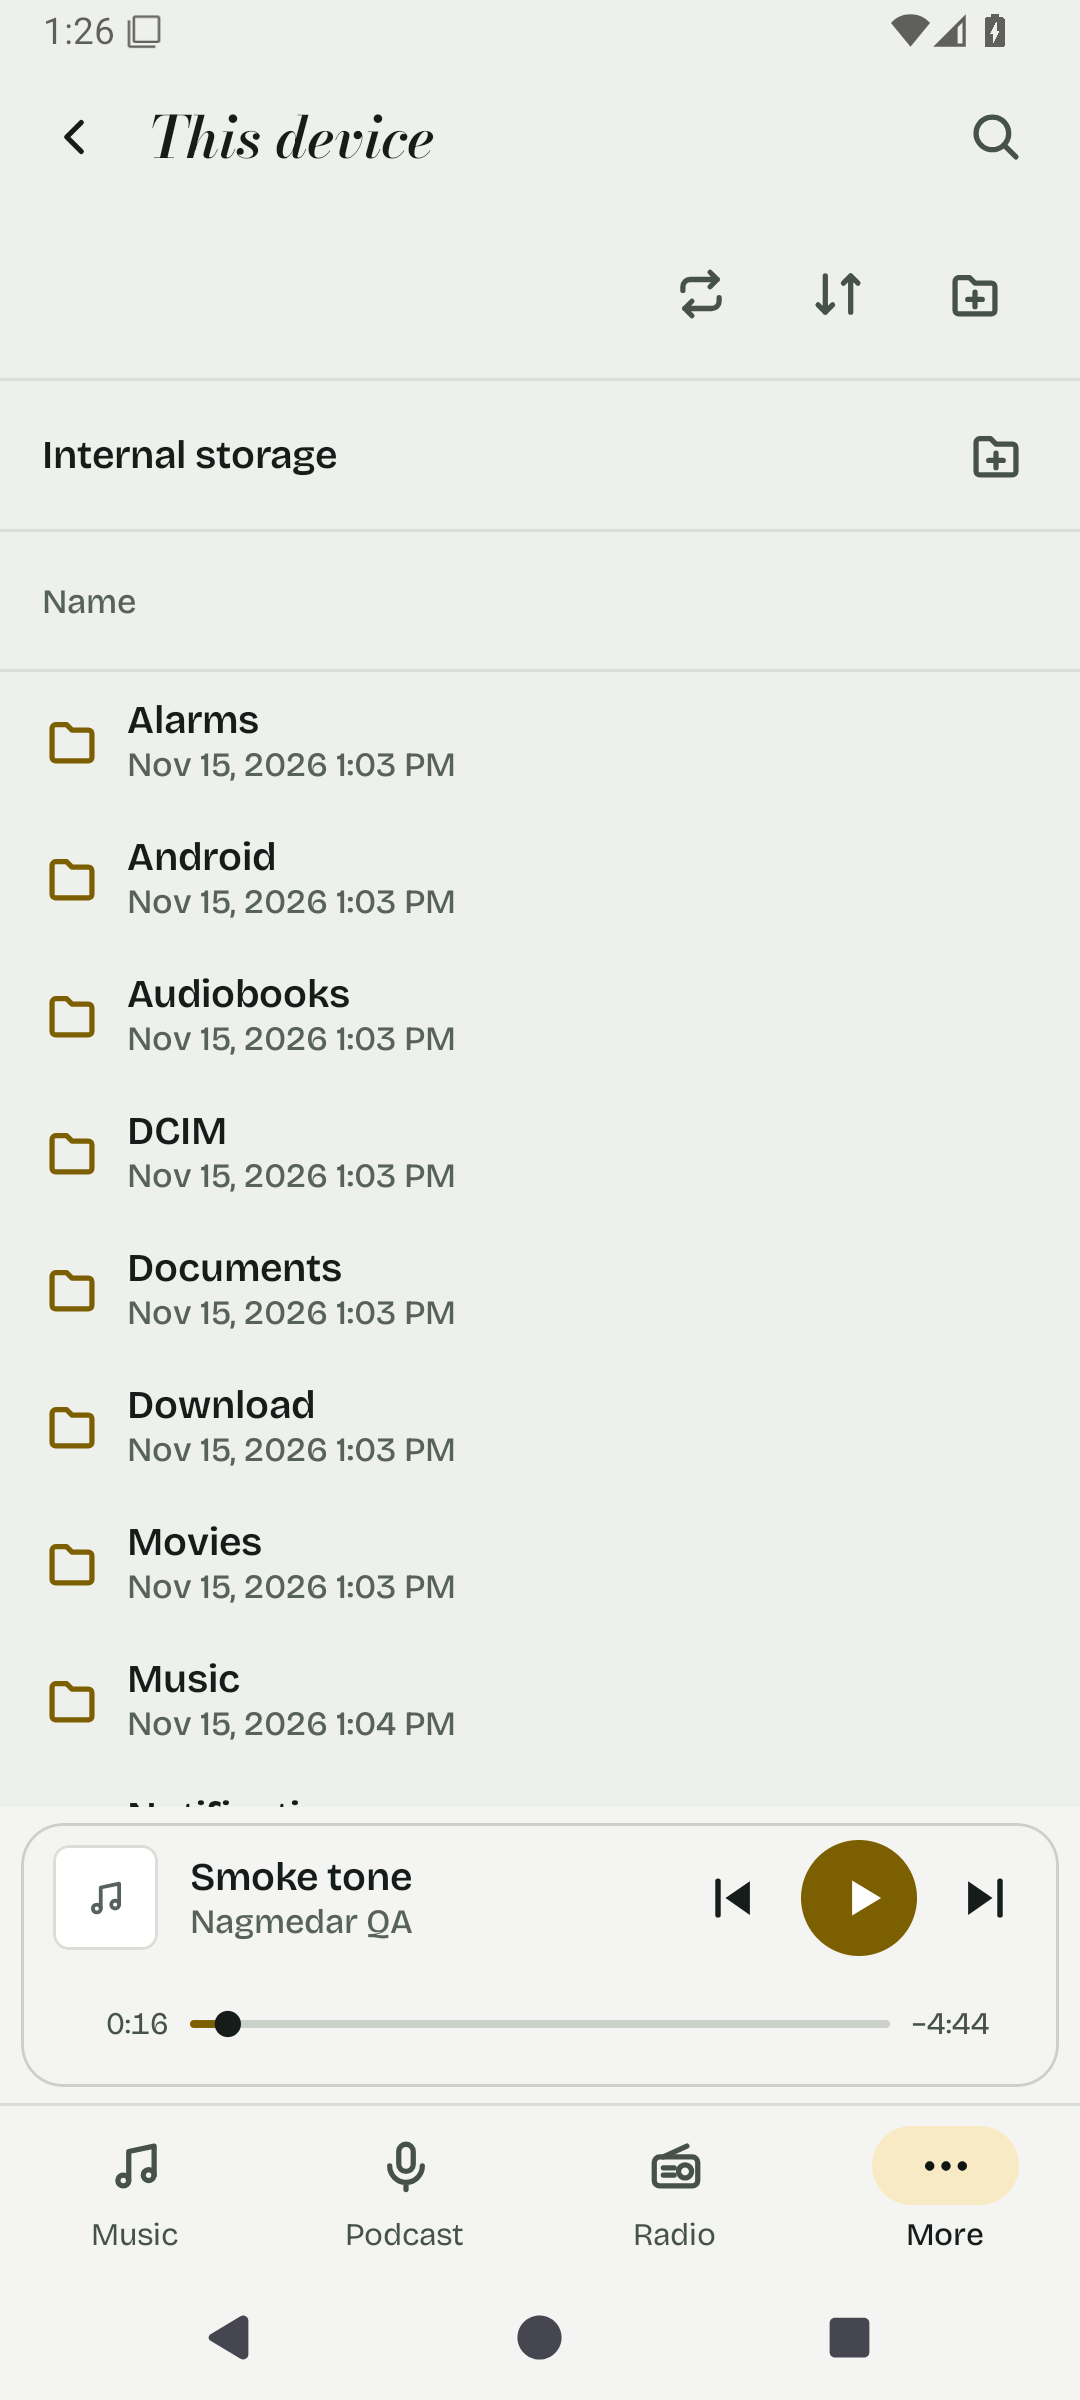 1:26
This device
Internal storage
Name
Alarms
Nov 15, 2026 1:03 PM
Android
Nov 15, 2026 1:03 PM
Audiobooks
Nov 15, 2026 1:03 PM
DCIM
Nov 15, 2026 1:03 PM
Documents
Nov 15, 2026 1:03 PM
Download
Nov 15, 2026 1:03 PM
Movies
Nov 15, 2026 1:03 PM
Music
Nov 15, 2026 1:04 PM
Smoke tone
Nagmedar QA
0:16
-4:44
Music
Podcast
Radio
More